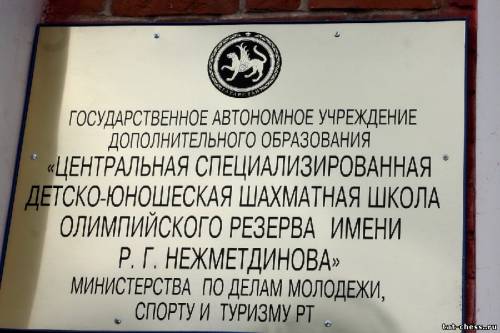 ТАТАРСТАН
ГОСУДАРСТВЕННОЕ АВТОНОМНОЕ УЧРЕЖДЕНИЕ
ДОПОЛНИТЕЛЬНОГО ОБРАЗОВАНИЯ
«ЦЕНТРАЛЬНАЯ СПЕЦИАЛИЗИРОВАННАЯ
ДЕТСКО-ЮНОШЕСКАЯ ШАХМАТНАЯ ШКОЛА
ОЛИМПИЙСКОГО РЕЗЕРВА ИМЕНИ
Р. Г. НЕЖМЕТДИНОВА»
МИНИСТЕРСТВА ПО ДЕЛАМ МОЛОДЕЖИ,
СПОРТУ И ТУРИЗМУ РТ
tat-chess.ru